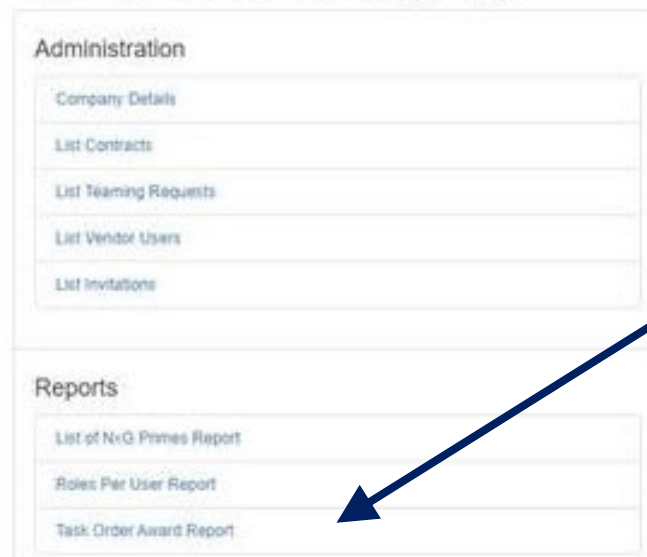 Administration
Company Details
List Contracts
List Teaming Requests
List Vendor Users
List Invitations
Reports
List of NxG Primes Report
Roles Per User Report
Task Order Award Report